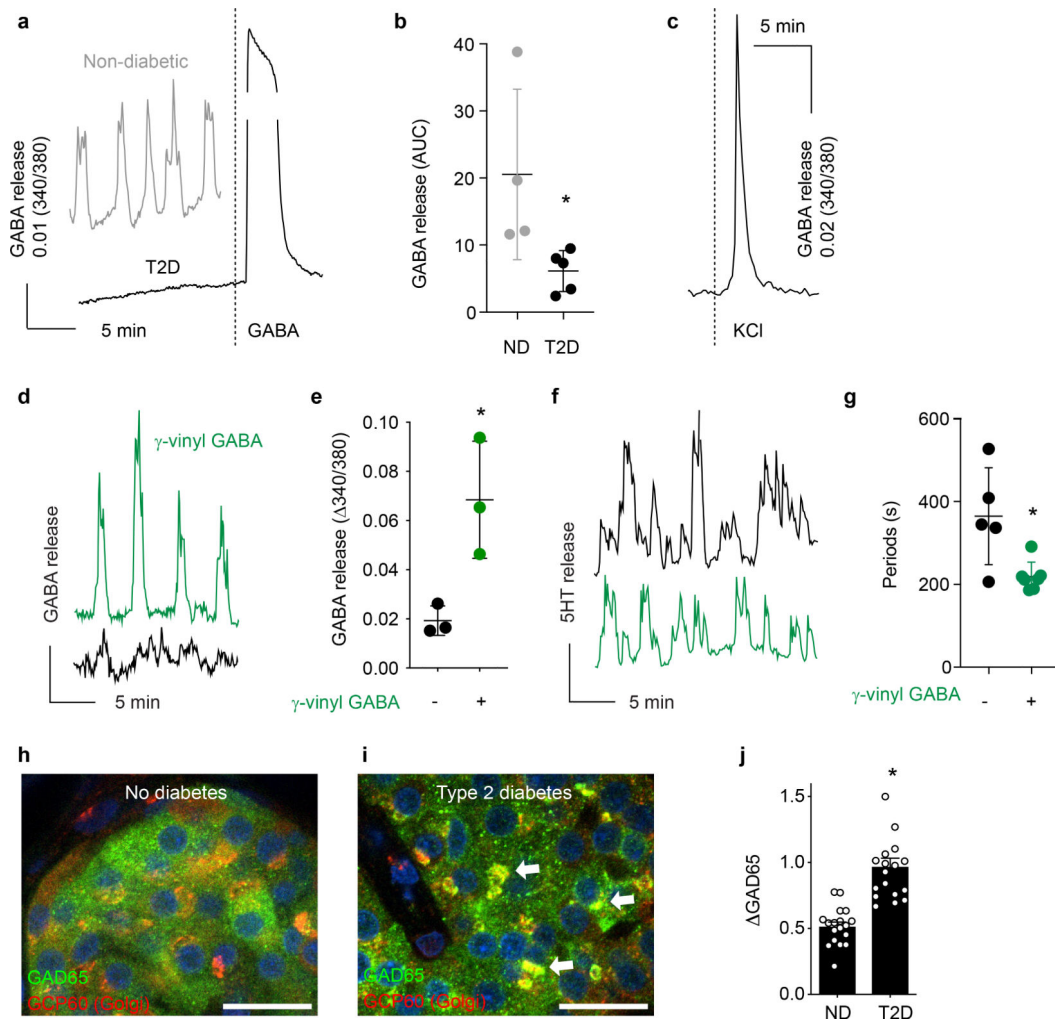 a
Non-diabetic
GABA release
0.01 (340/380)
T2D
5 min
GABA
b
GABA release (AUC)
40
30
20
10
0
*
ND
T2D
c
5 min
GABA release
0.02 (340/380)
KCl
d
γ-vinyl GABA
GABA release
5 min
e
GABA release (Δ340/380)
0.10
0.08
0.06
0.04
0.02
0.00
*
γ-vinyl GABA
-
+
f
5HT release
5 min
g
Periods (s)
600
400
200
0
*
γ-vinyl GABA
-
+
h
No diabetes
GAD65
GCP60 (Golgi)
i
Type 2 diabetes
GAD65
GCP60 (Golgi)
j
ΔGAD65
1.5
1.0
0.5
0.0
*
ND
T2D